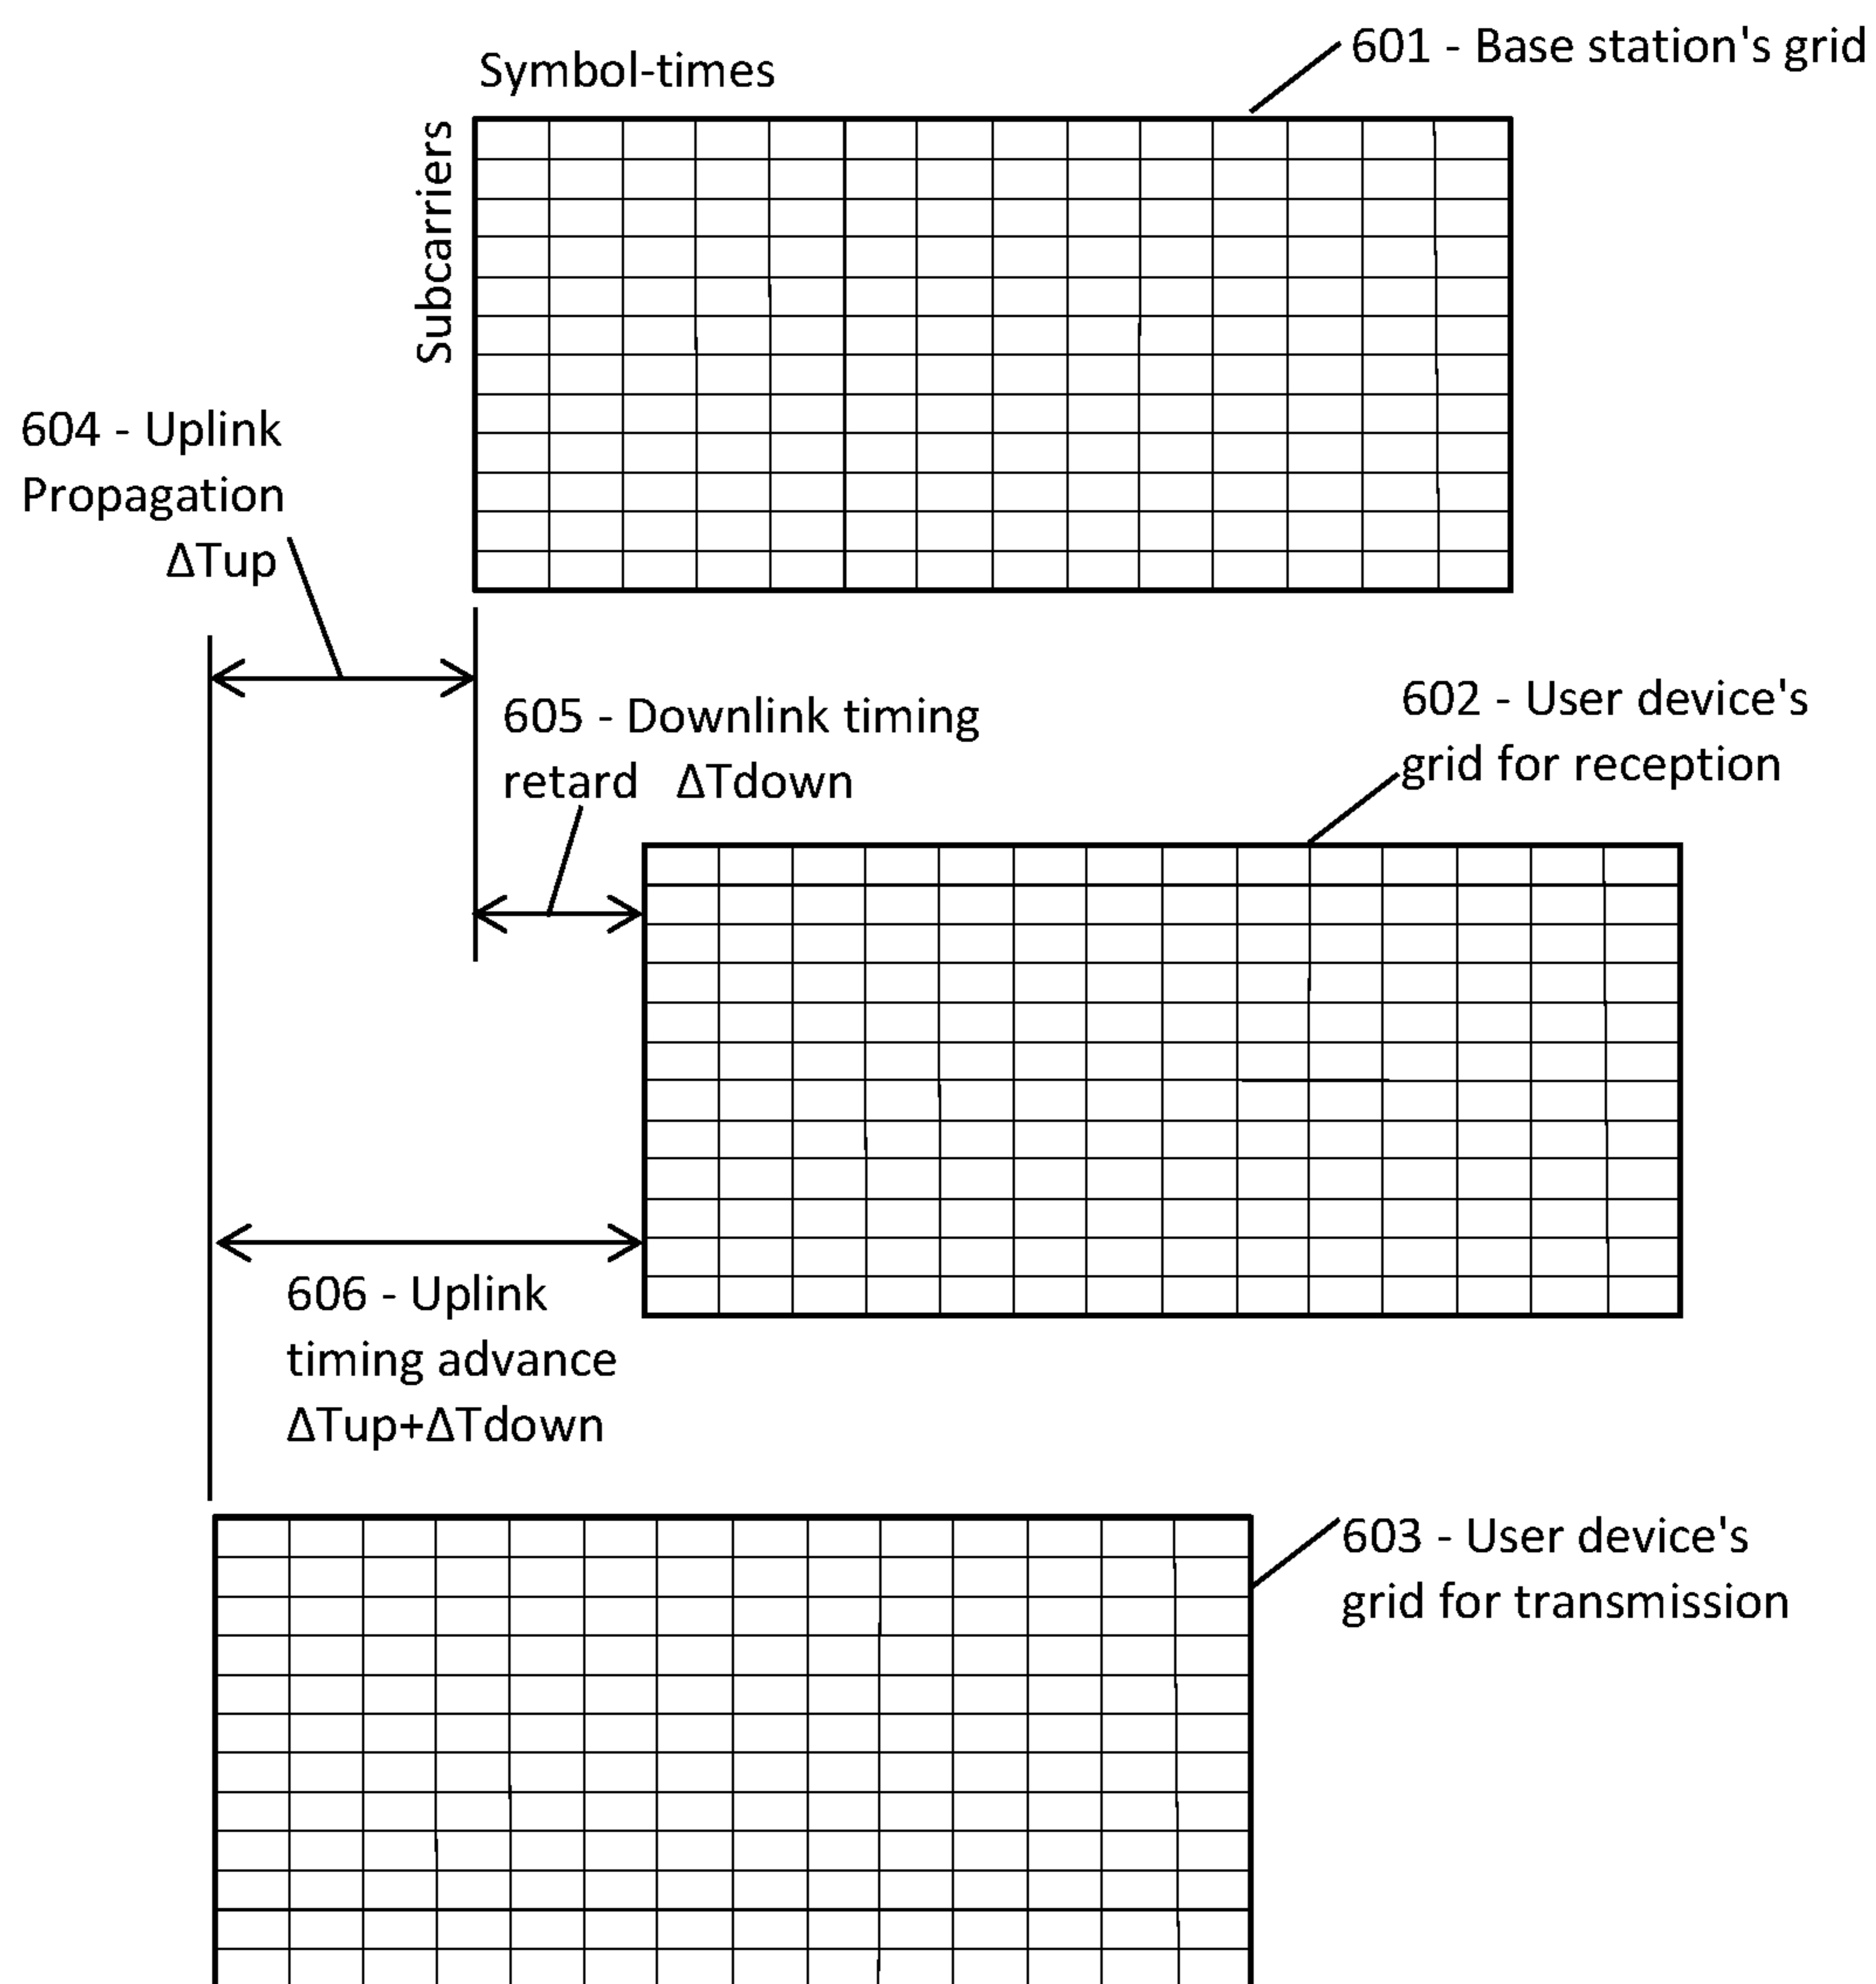 601 - Base station's grid
Symbol-times
Subcarriers
604 - Uplink
Propagation
ΔTup
605 - Downlink timing
retard ΔTdown
602 - User device's
grid for reception
606 - Uplink
timing advance
ΔTup+ΔTdown
603 - User device's
grid for transmission